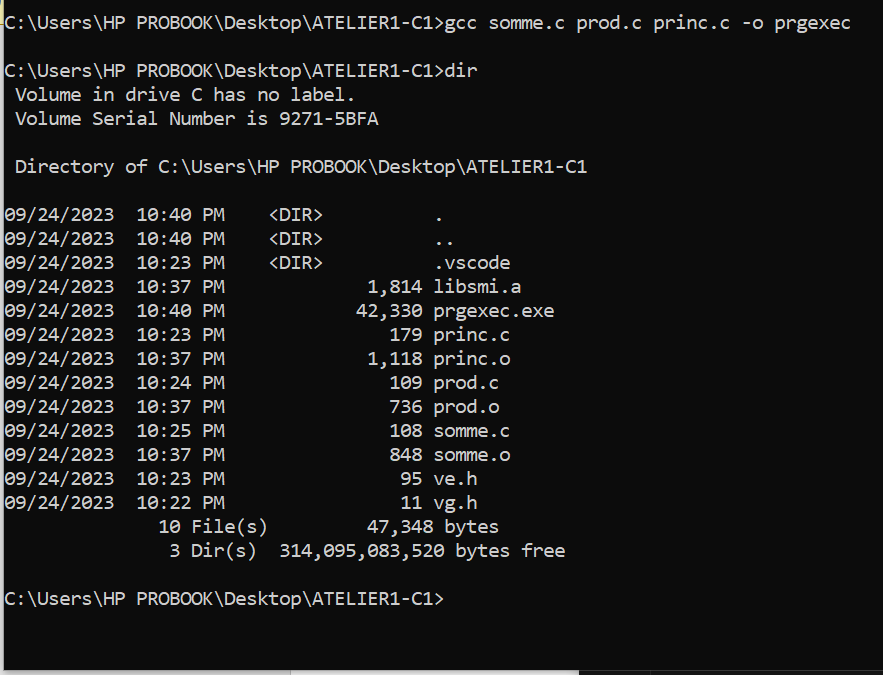 C:\Users\HP PROBOOK\Desktop\ATELIER1-C1>gcc somme.c prod.c princ.c -o prgexec
C:\Users\HP PROBOOK\Desktop\ATELIER1-C1>dir
Volume in drive C has no label.
Volume Serial Number is 9271-5BFA
Directory of C:\Users\HP PROBOOK\Desktop\ATELIER1-C1
09/24/2023  10:40 PM    <DIR>          .
09/24/2023  10:40 PM    <DIR>          ..
09/24/2023  10:23 PM    <DIR>          .vscode
09/24/2023  10:37 PM             1,814 libsmi.a
09/24/2023  10:40 PM            42,330 prgexec.exe
09/24/2023  10:23 PM               179 princ.c
09/24/2023  10:37 PM             1,118 princ.o
09/24/2023  10:24 PM               109 prod.c
09/24/2023  10:37 PM               736 prod.o
09/24/2023  10:25 PM               108 somme.c
09/24/2023  10:37 PM               848 somme.o
09/24/2023  10:23 PM                95 ve.h
09/24/2023  10:22 PM                11 vg.h
10 File(s)         47,348 bytes
3 Dir(s)  314,095,083,520 bytes free
C:\Users\HP PROBOOK\Desktop\ATELIER1-C1>